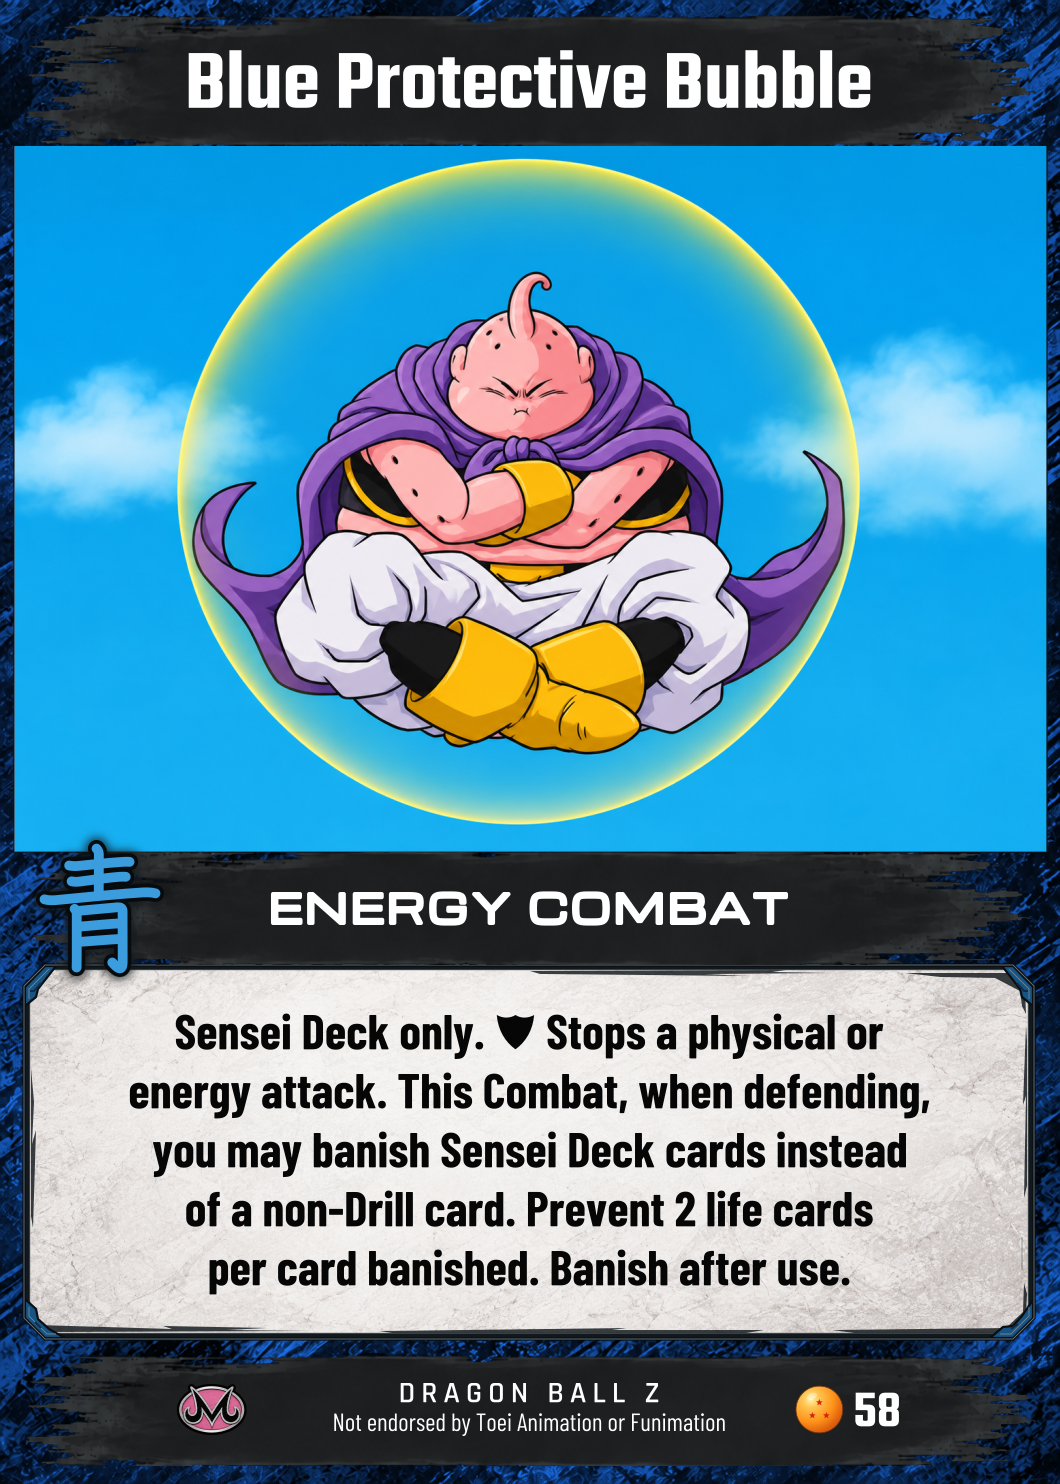 Blue Protective Bubble
青
ENERGY COMBAT
Sensei Deck only. Stops a physical or
energy attack. This Combat, when defending,
you may banish Sensei Deck cards instead
of a non-Drill card. Prevent 2 life cards
per card banished. Banish after use.
M
DRAGON BALL Z
Not endorsed by Toei Animation or Funimation
58